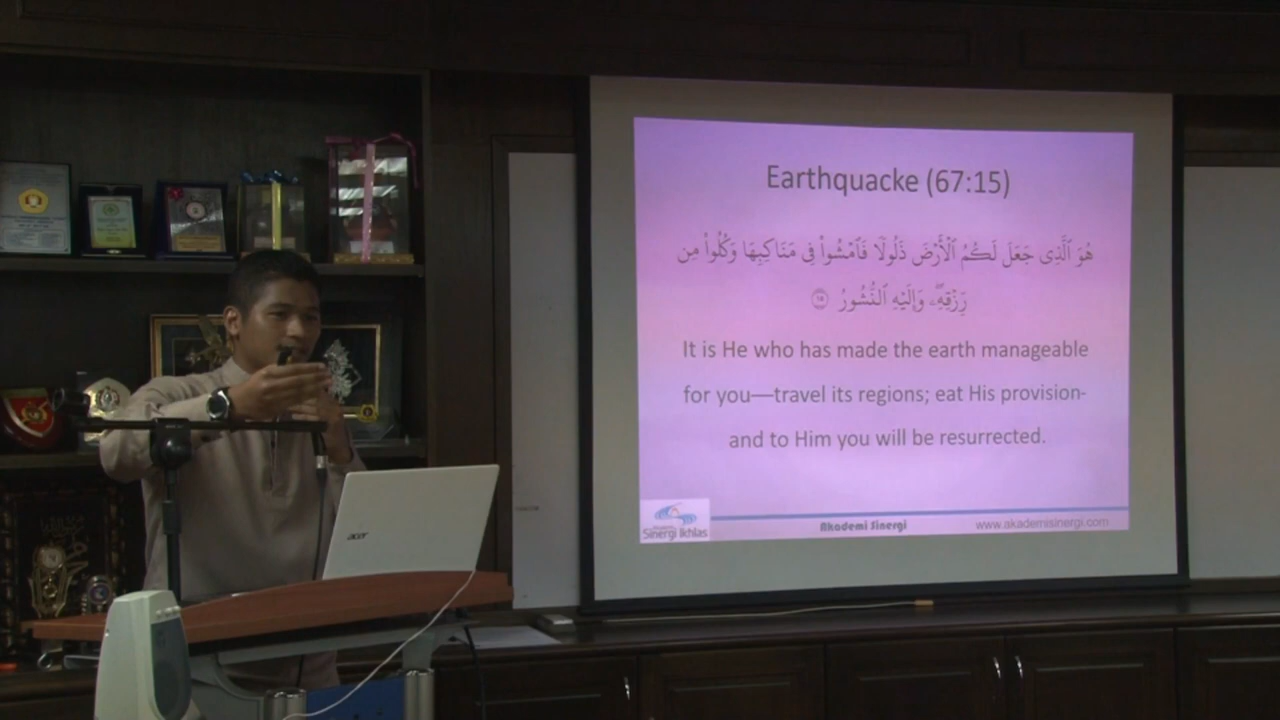 Earthquacke (67:15)
هُوَ ٱلَّذِى جَعَلَ لَكُمُ ٱلْأَرْضَ ذَلُولًا فَٱمْشُوا۟ فِى مَنَاكِبِهَا وَكُلُوا۟ مِن
رِّزْقِهِۦ ۖ وَإِلَيْهِ ٱلنُّشُورُ ۝١٥
It is He who has made the earth manageable
for you—travel its regions; eat His provision-
and to Him you will be resurrected.
Sinergi Ikhlas
Akademi Sinergi
www.akademisinergi.com
acer